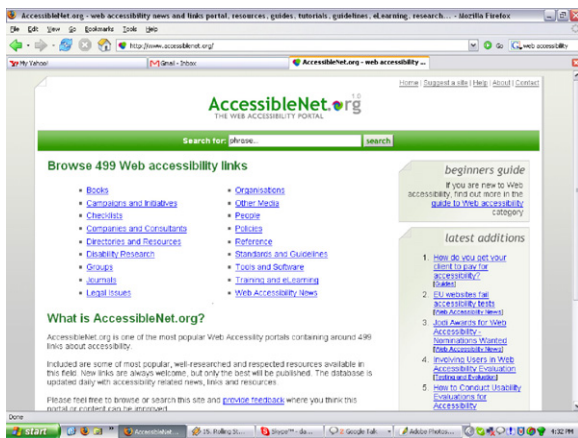 AccessibleNet.org - web accessibility news and links portal, resources, guides, tutorials, guidelines, eLearning, research... - Mozilla Firefox
File Edit View Go Bookmarks Tools Help
http://www.accessiblenet.org/
Go
web accessibility
My Yahoo!
Gmail - Inbox
AccessibleNet.org - web accessibility ...
Home | Suggest a site | Help | About | Contact
AccessibleNet.org
1.0
THE WEB ACCESSIBILITY PORTAL
Search for: phrase... search
Browse 499 Web accessibility links
Books
Campaigns and Initiatives
Checklists
Companies and Consultants
Directories and Resources
Disability Research
Groups
Journals
Legal Issues
Organisations
Other Media
People
Policies
Reference
Standards and Guidelines
Tools and Software
Training and eLearning
Web Accessibility News
What is AccessibleNet.org?
AccessibleNet.org is one of the most popular Web Accessility portals containing around 499
links about accessibility.
Included are some of most popular, well-researched and respected resources available in
this field. New links are always welcome, but only the best will be published. The database is
updated daily with accessibility related news, links and resources.
Please feel free to browse or search this site and provide feedback where you think this
portal or content can be improved.
beginners guide
If you are new to Web
accessibility, find out more in the
guide to Web accessibility
category
latest additions
1. How do you get your
client to pay for
accessibility?
[Guides]
2. EU websites fail
accessibility tests
[Web Accessibility News]
3. Jodi Awards for Web
Accessibility -
Nominations Wanted
[Web Accessibility News]
4. Involving Users in Web
Accessibility Evaluation
[Testing and Evaluation]
5. How to Conduct Usability
Evaluations for
Accessibility
Done
start
AccessibleNet....
15. Rolling St...
Skype™ - de...
Google Talk
Adobe Photos...
4:32 PM